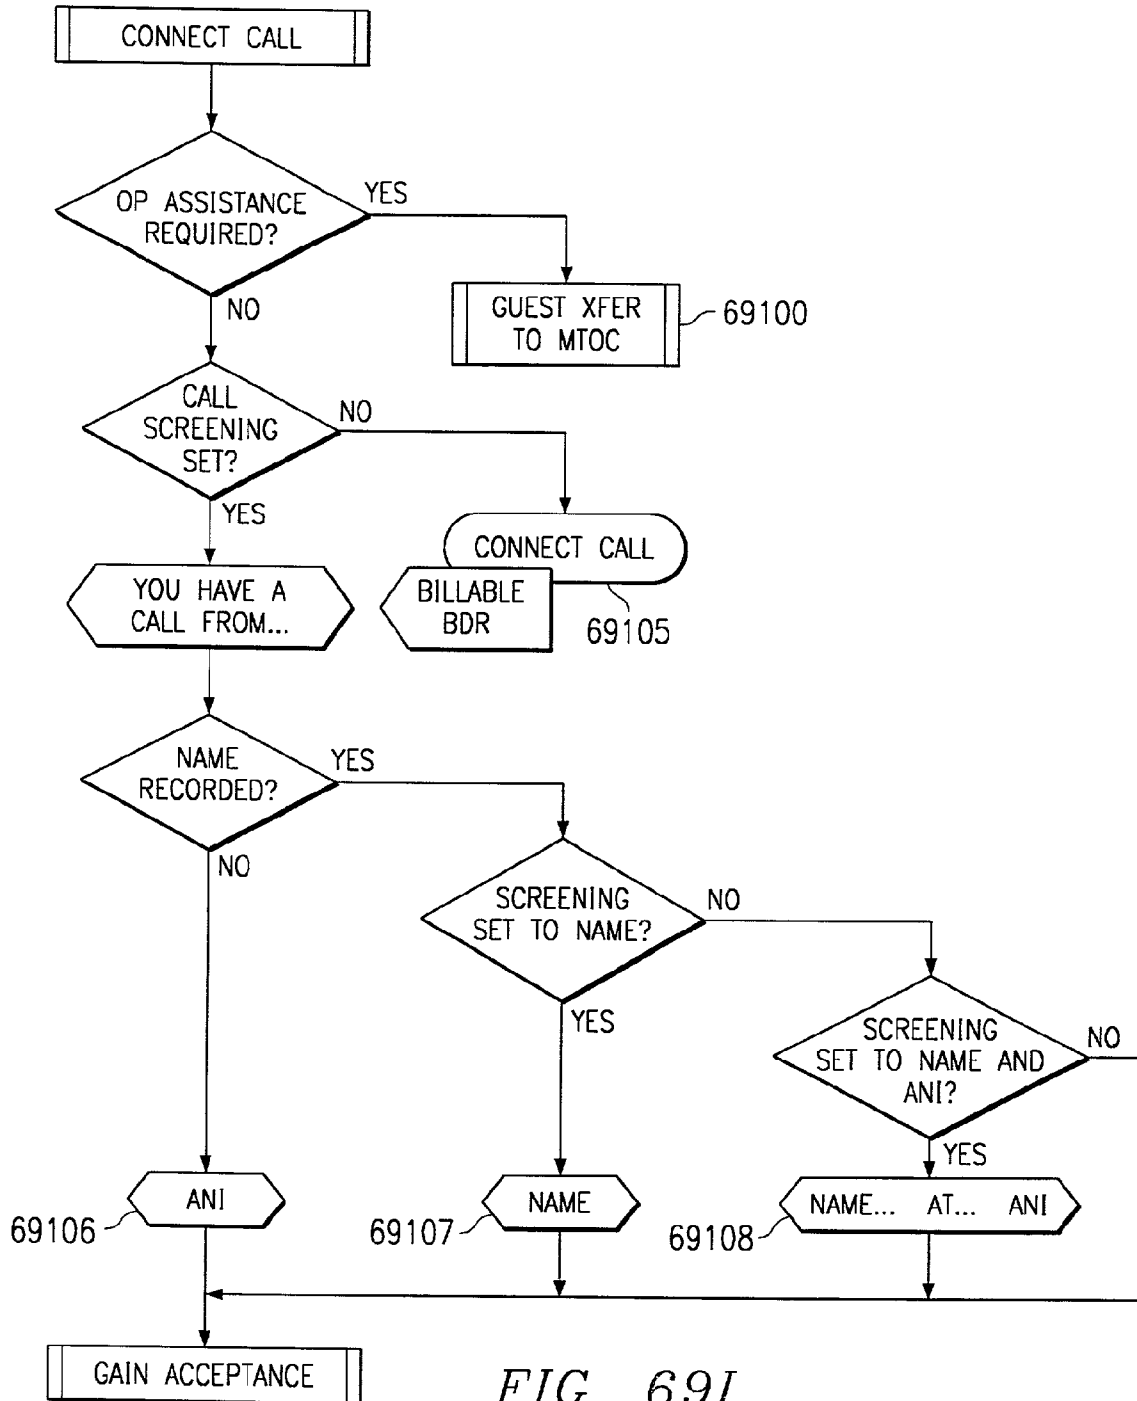 CONNECT CALL
OP ASSISTANCE
REQUIRED?
YES
NO
GUEST XFER
TO MTOC
69100
CALL
SCREENING
SET?
NO
YES
CONNECT CALL
BILLABLE
BDR
69105
YOU HAVE A
CALL FROM...
NAME
RECORDED?
YES
NO
SCREENING
SET TO NAME?
NO
YES
SCREENING
SET TO NAME AND
ANI?
NO
YES
ANI
69106
NAME
69107
NAME... AT... ANI
69108
GAIN ACCEPTANCE
FIG. 69I